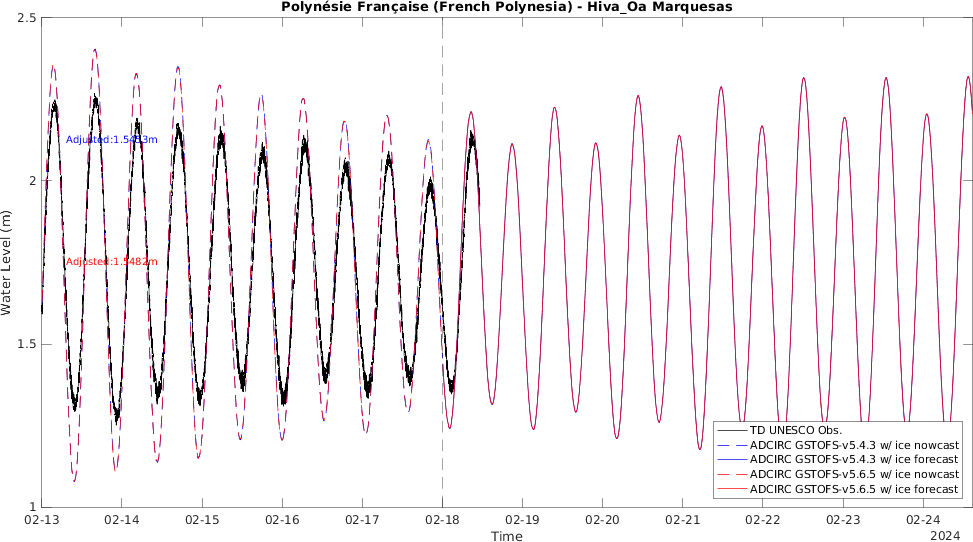 Polynésie Française (French Polynesia) - Hiva_Oa Marquesas
2.5
2
1.5
1
Water Level (m)
Adjusted:1.5453m
Adjusted:1.5482m
TD UNESCO Obs.
ADCIRC GSTOFS-v5.4.3 w/ ice nowcast
ADCIRC GSTOFS-v5.4.3 w/ ice forecast
ADCIRC GSTOFS-v5.6.5 w/ ice nowcast
ADCIRC GSTOFS-v5.6.5 w/ ice forecast
02-13 02-14 02-15 02-16 02-17 02-18 02-19 02-20 02-21 02-22 02-23 02-24
Time
2024